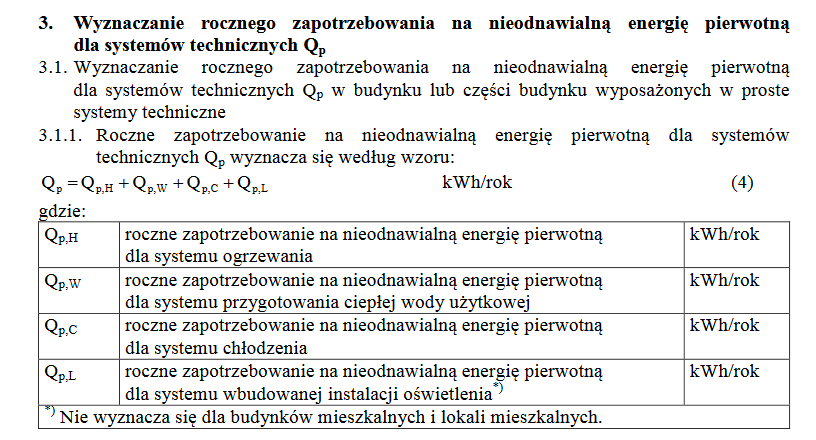 3. Wyznaczanie rocznego zapotrzebowania na nieodnawialną energię pierwotną
dla systemów technicznych Qp
3.1. Wyznaczanie rocznego zapotrzebowania na nieodnawialną energię pierwotną
dla systemów technicznych Qp w budynku lub części budynku wyposażonych w proste
systemy techniczne
3.1.1. Roczne zapotrzebowanie na nieodnawialną energię pierwotną dla systemów
technicznych Qp wyznacza się według wzoru:
Qp = Qp,H + Qp,W + Qp,C + Qp,L kWh/rok (4)
gdzie:
Qp,H roczne zapotrzebowanie na nieodnawialną energię pierwotną kWh/rok
dla systemu ogrzewania
Qp,W roczne zapotrzebowanie na nieodnawialną energię pierwotną kWh/rok
dla systemu przygotowania ciepłej wody użytkowej
Qp,C roczne zapotrzebowanie na nieodnawialną energię pierwotną kWh/rok
dla systemu chłodzenia
Qp,L roczne zapotrzebowanie na nieodnawialną energię pierwotną kWh/rok
dla systemu wbudowanej instalacji oświetlenia*)
*) Nie wyznacza się dla budynków mieszkalnych i lokali mieszkalnych.